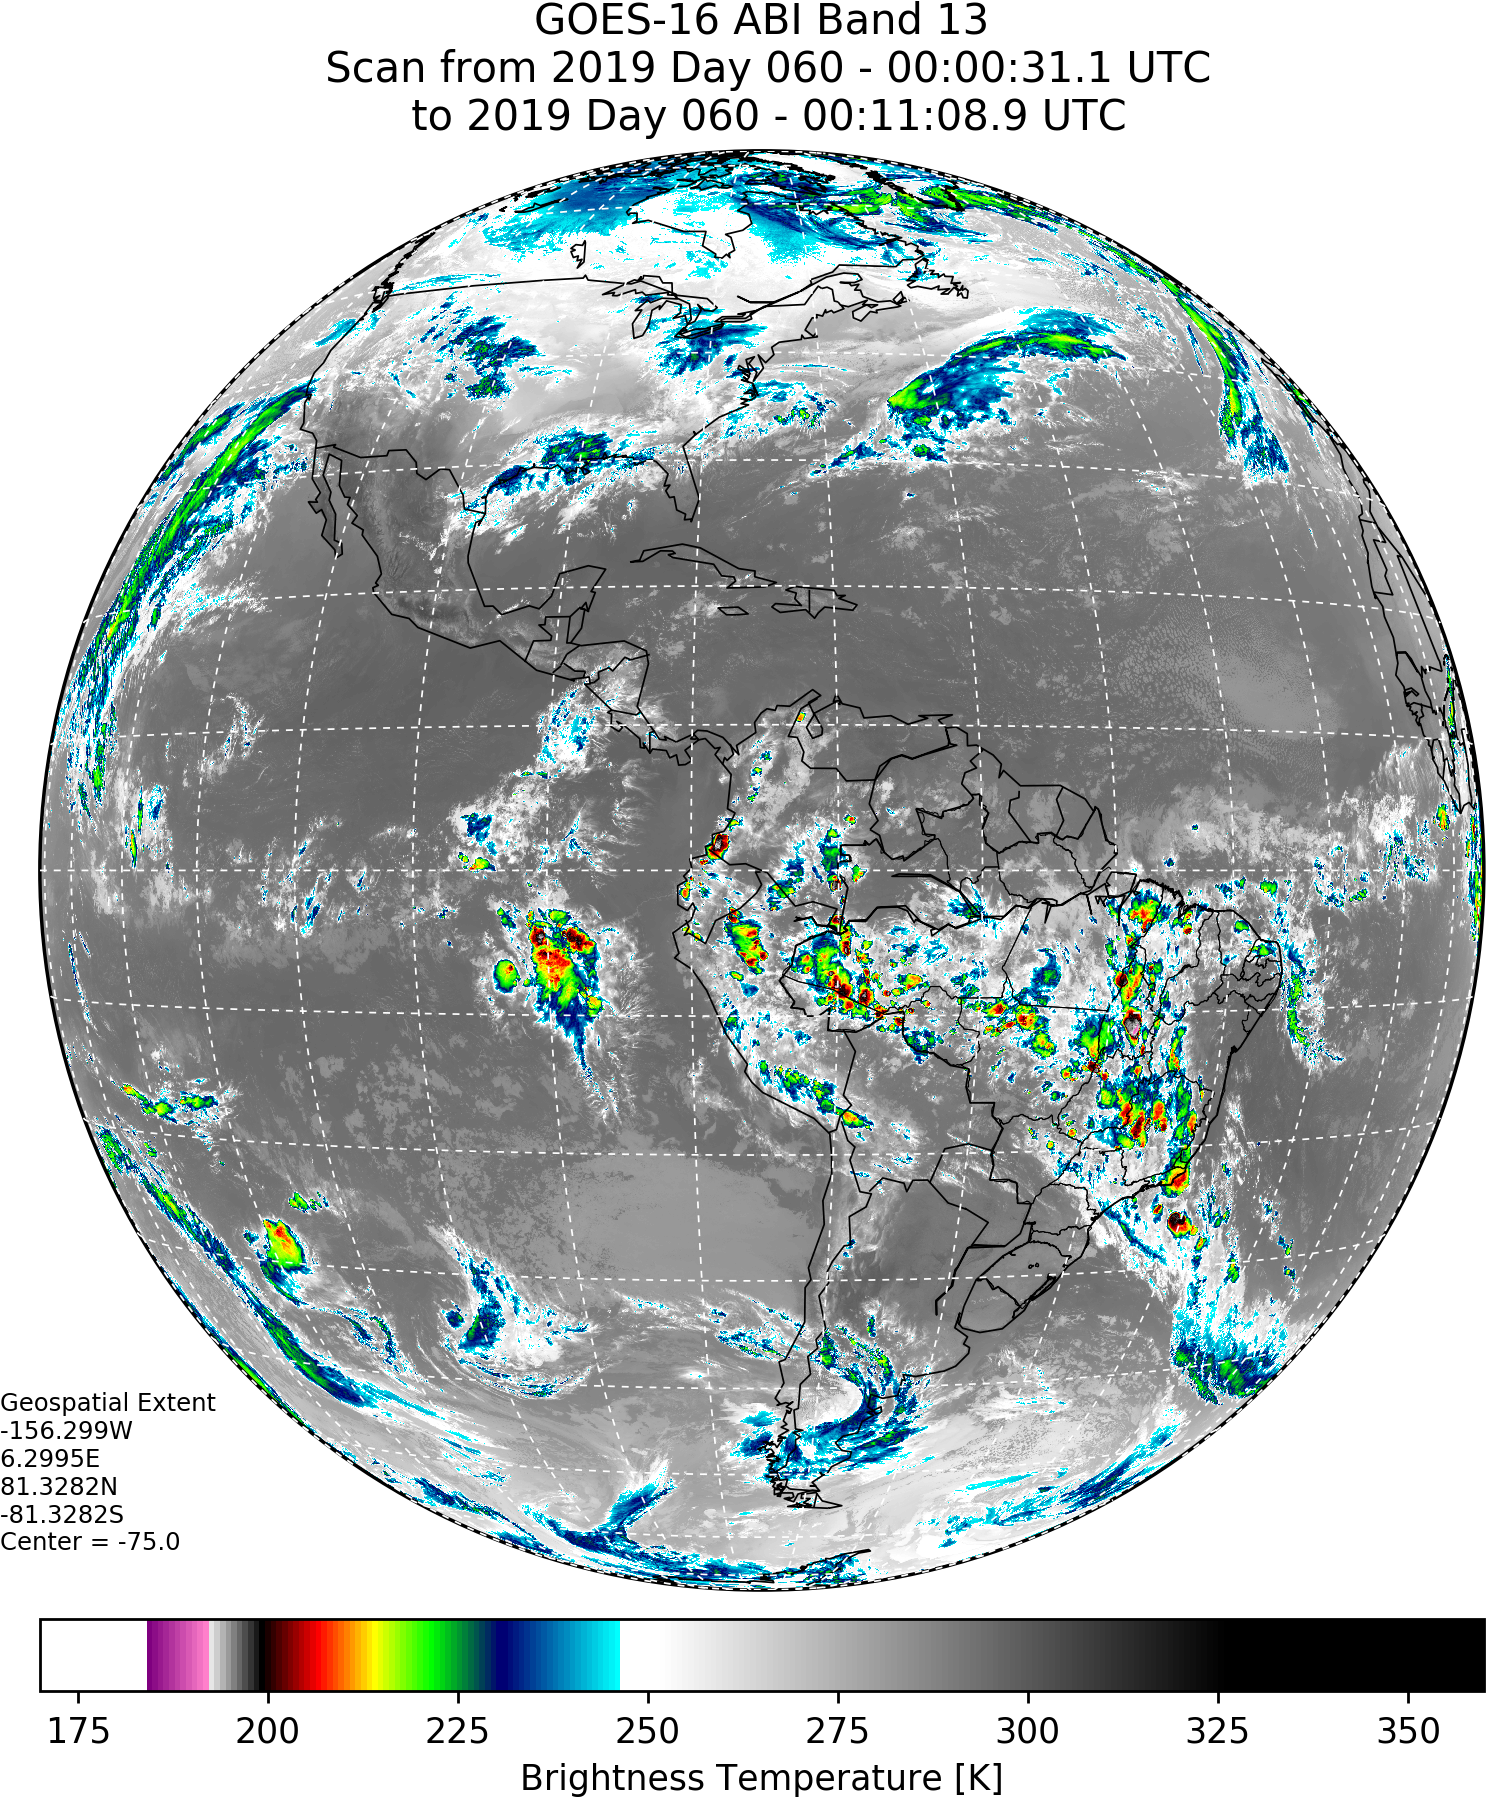 GOES-16 ABI Band 13
Scan from 2019 Day 060 - 00:00:31.1 UTC
to 2019 Day 060 - 00:11:08.9 UTC
Geospatial Extent
-156.299W
6.2995E
81.3282N
-81.3282S
Center = -75.0
175 200 225 250 275 300 325 350
Brightness Temperature [K]